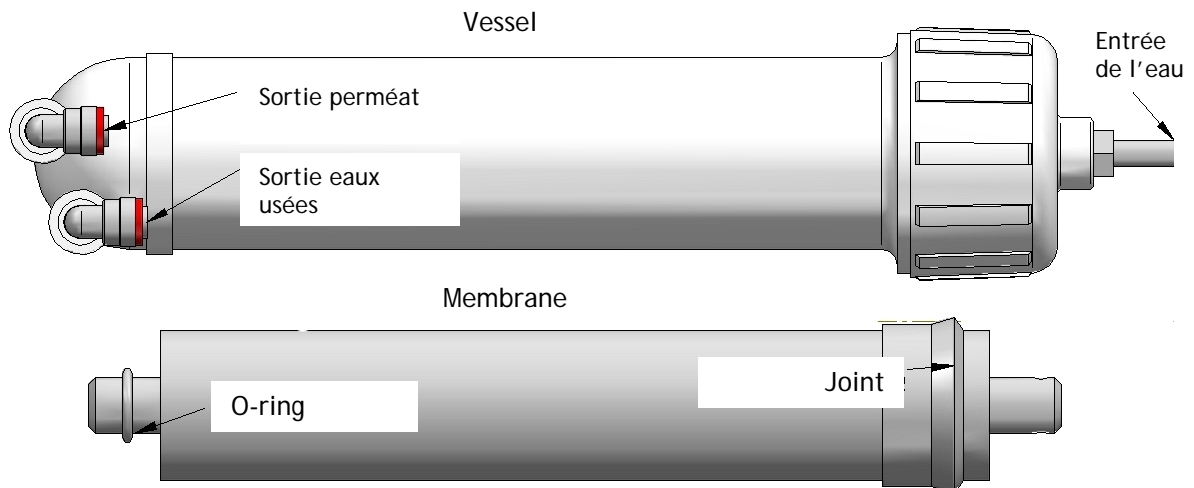 Vessel
Entrée
de l'eau
Sortie perméat
Sortie eaux
usées
Membrane
Joint
O-ring